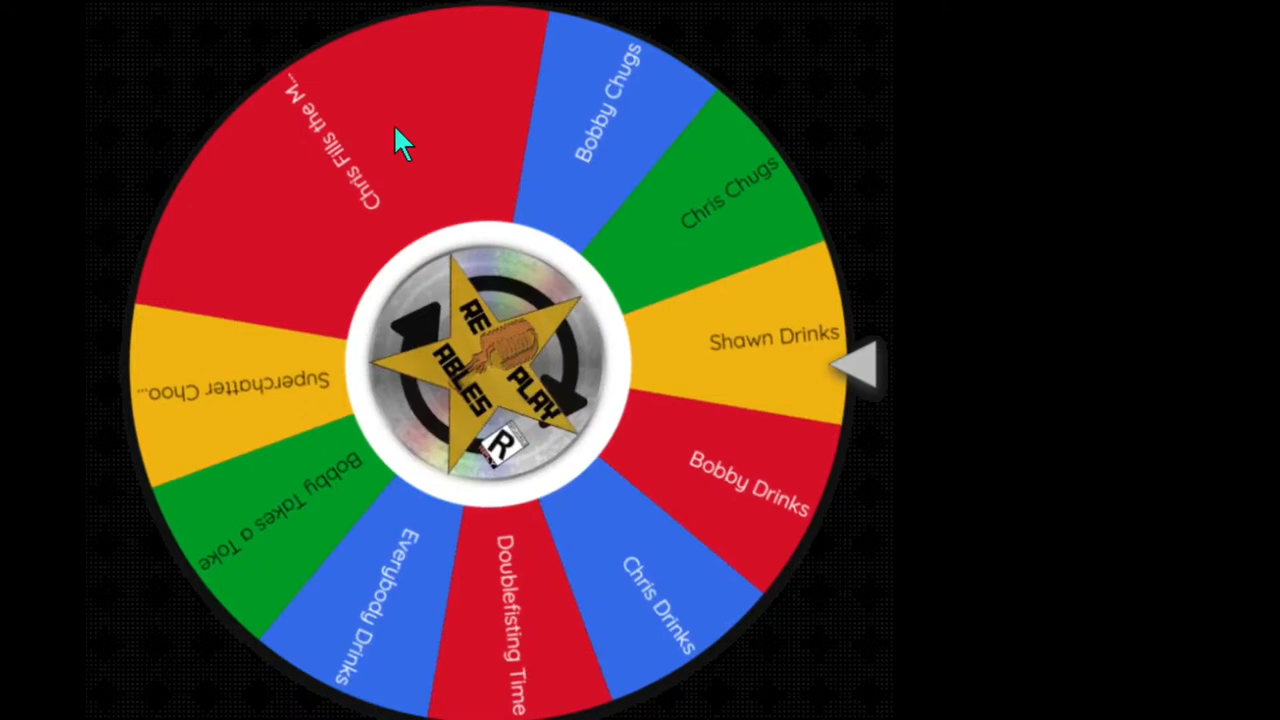 Chris Fills the M...
Bobby Chugs
Chris Chugs
Shawn Drinks
Bobby Drinks
Chris Drinks
Doublefisting Time
Everybody Drinks
Bobby Takes a Toke
Superchatter Choo...
RE
PLAY
ABLES
R